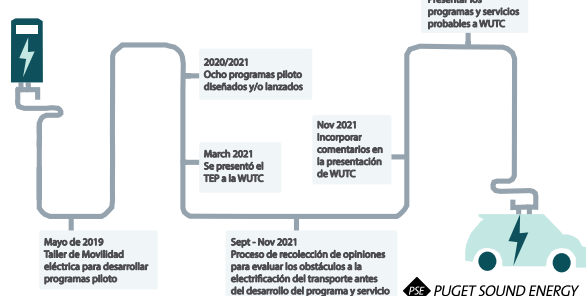 Presentar los
programas y servicios
probables a WUTC
2020/2021
Ocho programas piloto
diseñados y/o lanzados
Nov 2021
Incorporar
comentarios en
la presentación
de WUTC
March 2021
Se presentó el
TEP a la WUTC
Mayo de 2019
Taller de Movilidad
eléctrica para desarrollar
programas piloto
Sept - Nov 2021
Proceso de recolección de opiniones
para evaluar los obstáculos a la
electrificación del transporte antes
del desarrollo del programa y servicio
PSE PUGET SOUND ENERGY